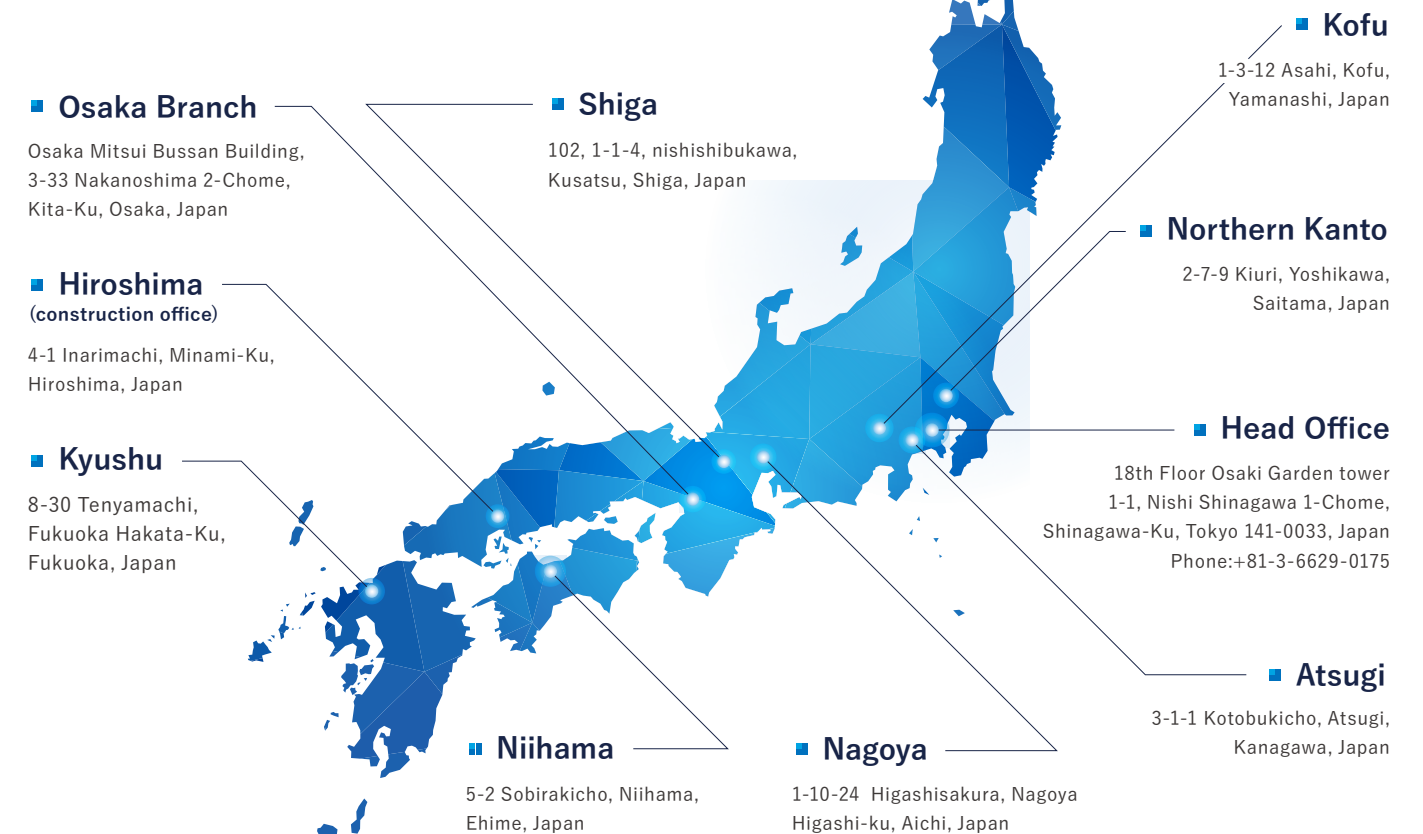 Kofu
1-3-12 Asahi, Kofu,
Yamanashi, Japan
Osaka Branch
Osaka Mitsui Bussan Building,
3-33 Nakanoshima 2-Chome,
Kita-Ku, Osaka, Japan
Shiga
102, 1-1-4, nishishibukawa,
Kusatsu, Shiga, Japan
Northern Kanto
2-7-9 Kiuri, Yoshikawa,
Saitama, Japan
Hiroshima
(construction office)
4-1 Inarimachi, Minami-Ku,
Hiroshima, Japan
Head Office
18th Floor Osaki Garden tower
1-1, Nishi Shinagawa 1-Chome,
Shinagawa-Ku, Tokyo 141-0033, Japan
Phone:+81-3-6629-0175
Kyushu
8-30 Tenyamachi,
Fukuoka Hakata-Ku,
Fukuoka, Japan
Atsugi
3-1-1 Kotobukicho, Atsugi,
Kanagawa, Japan
Niihama
5-2 Sobirakicho, Niihama,
Ehime, Japan
Nagoya
1-10-24 Higashisakura, Nagoya
Higashi-ku, Aichi, Japan